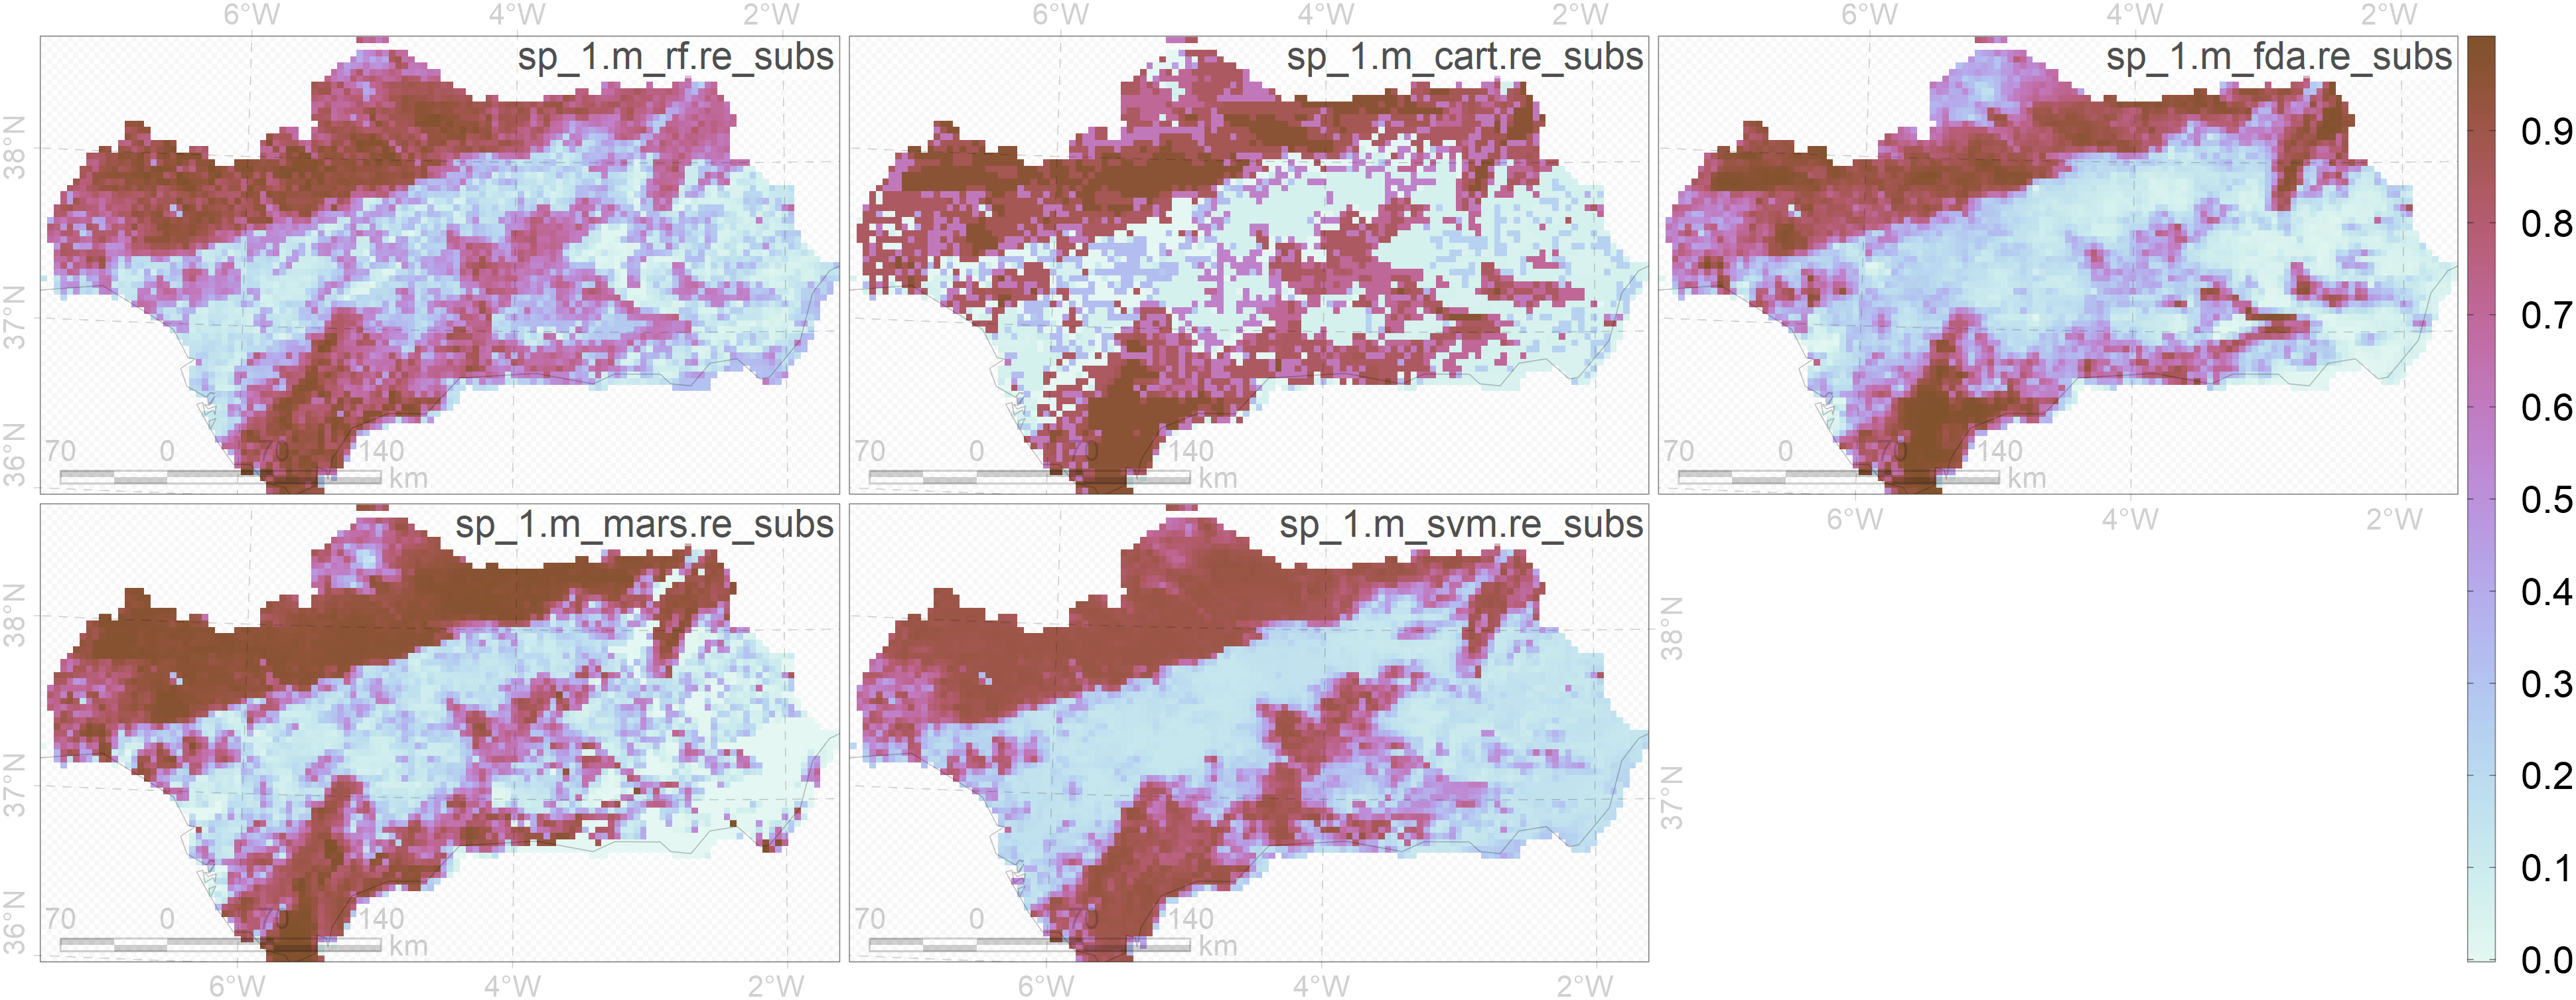 6°W 4°W 2°W 6°W 4°W 2°W 6°W 4°W 2°W
sp_1.m_rf.re_subs
sp_1.m_cart.re_subs
sp_1.m_fda.re_subs
38°N
37°N
36°N
70 0 70 140 km
70 0 70 140 km
70 0 70 140 km
6°W 4°W 2°W
sp_1.m_mars.re_subs
sp_1.m_svm.re_subs
38°N
37°N
36°N
38°N
37°N
70 0 70 140 km
70 0 70 140 km
6°W 4°W 2°W 6°W 4°W 2°W
0.9
0.8
0.7
0.6
0.5
0.4
0.3
0.2
0.1
0.0